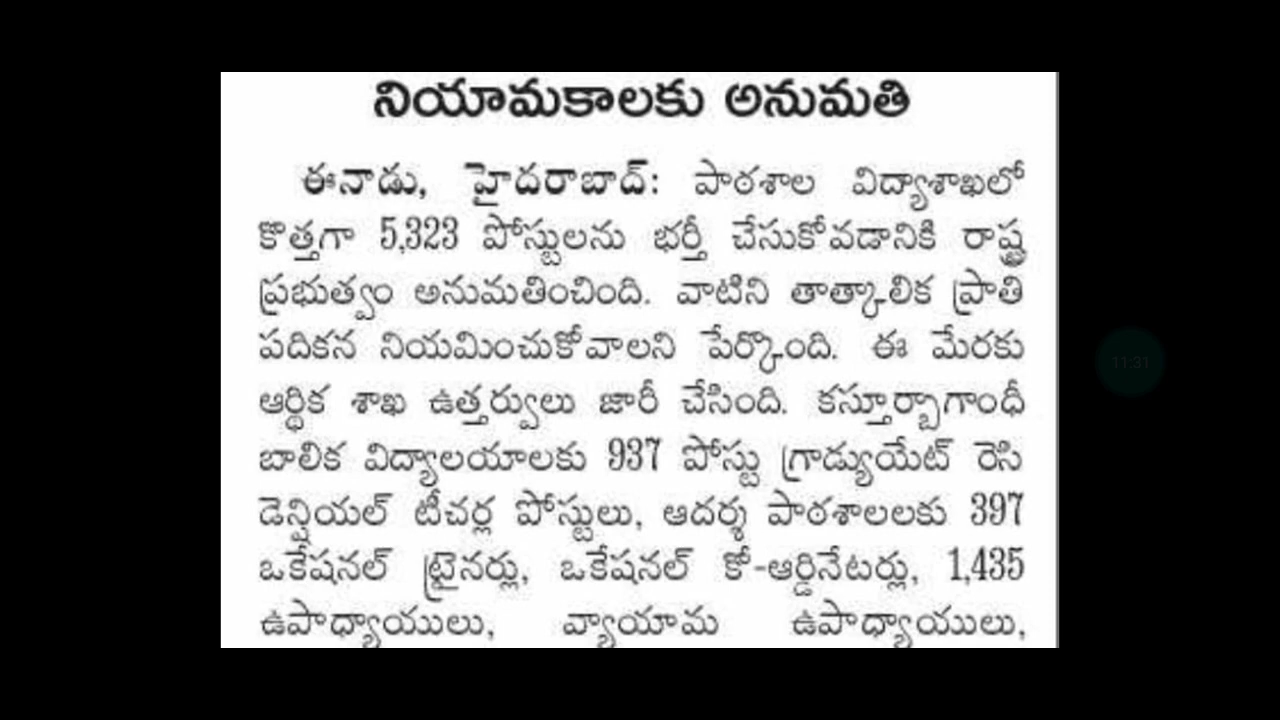 నియామకాలకు అనుమతి
ఈనాడు, హైదరాబాద్: పాఠశాల విద్యాశాఖలో
కొత్తగా 5,323 పోస్టులను భర్తీ చేసుకోవడానికి రాష్ట్ర
ప్రభుత్వం అనుమతించింది. వాటిని తాత్కాలిక ప్రాతి
పదికన నియమించుకోవాలని పేర్కొంది. ఈ మేరకు
ఆర్థిక శాఖ ఉత్తర్వులు జారీ చేసింది. కస్తూర్బాగాంధీ
బాలిక విద్యాలయాలకు 937 పోస్టు గ్రాడ్యుయేట్ రెసి
డెన్షియల్ టీచర్ల పోస్టులు, ఆదర్శ పాఠశాలలకు 397
ఒకేషనల్ ట్రైనర్లు, ఒకేషనల్ కో-ఆర్డినేటర్లు, 1,435
ఉపాధ్యాయులు, వ్యాయామ ఉపాధ్యాయులు,
11:31